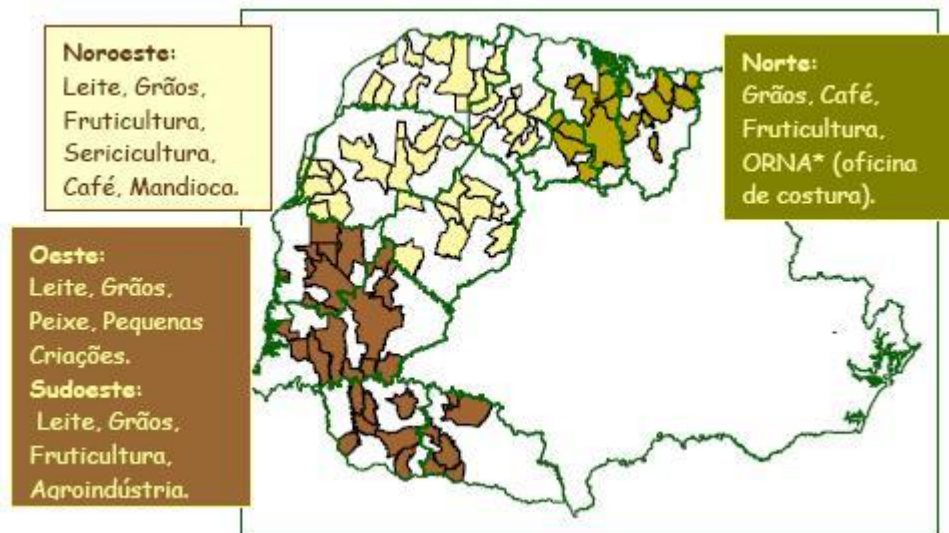 Noroeste:
Leite, Grãos,
Fruticultura,
Sericicultura,
Café, Mandioca.
Norte:
Grãos, Café,
Fruticultura,
ORNA* (oficina
de costura).
Oeste:
Leite, Grãos,
Peixe, Pequenas
Criações.
Sudoeste:
Leite, Grãos,
Fruticultura,
Agroindústria.